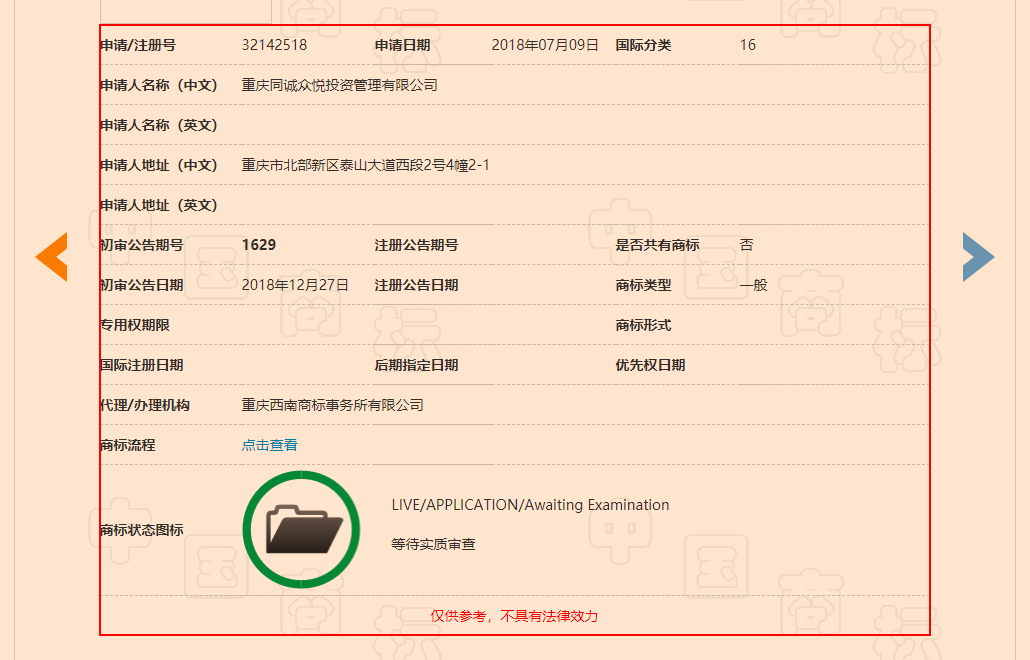 申请/注册号 32142518 申请日期 2018年07月09日 国际分类 16
申请人名称（中文） 重庆同诚众悦投资管理有限公司
申请人名称（英文）
申请人地址（中文） 重庆市北部新区泰山大道西段2号4幢2-1
申请人地址（英文）
初审公告期号 1629 注册公告期号 是否共有商标 否
初审公告日期 2018年12月27日 注册公告日期 商标类型 一般
专用权期限 商标形式
国际注册日期 后期指定日期 优先权日期
代理/办理机构 重庆西南商标事务所有限公司
商标流程 点击查看
商标状态图标
LIVE/APPLICATION/Awaiting Examination
等待实质审查
仅供参考，不具有法律效力
中国商标
中国商标